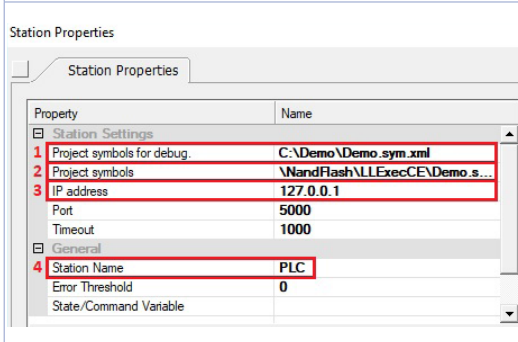 Station Properties
Station Properties
Property Name
Station Settings
1 Project symbols for debug. C:\Demo\Demo.sym.xml
2 Project symbols \NandFlash\LLExecCE\Demo.s...
3 IP address 127.0.0.1
Port 5000
Timeout 1000
General
4 Station Name PLC
Error Threshold 0
State/Command Variable